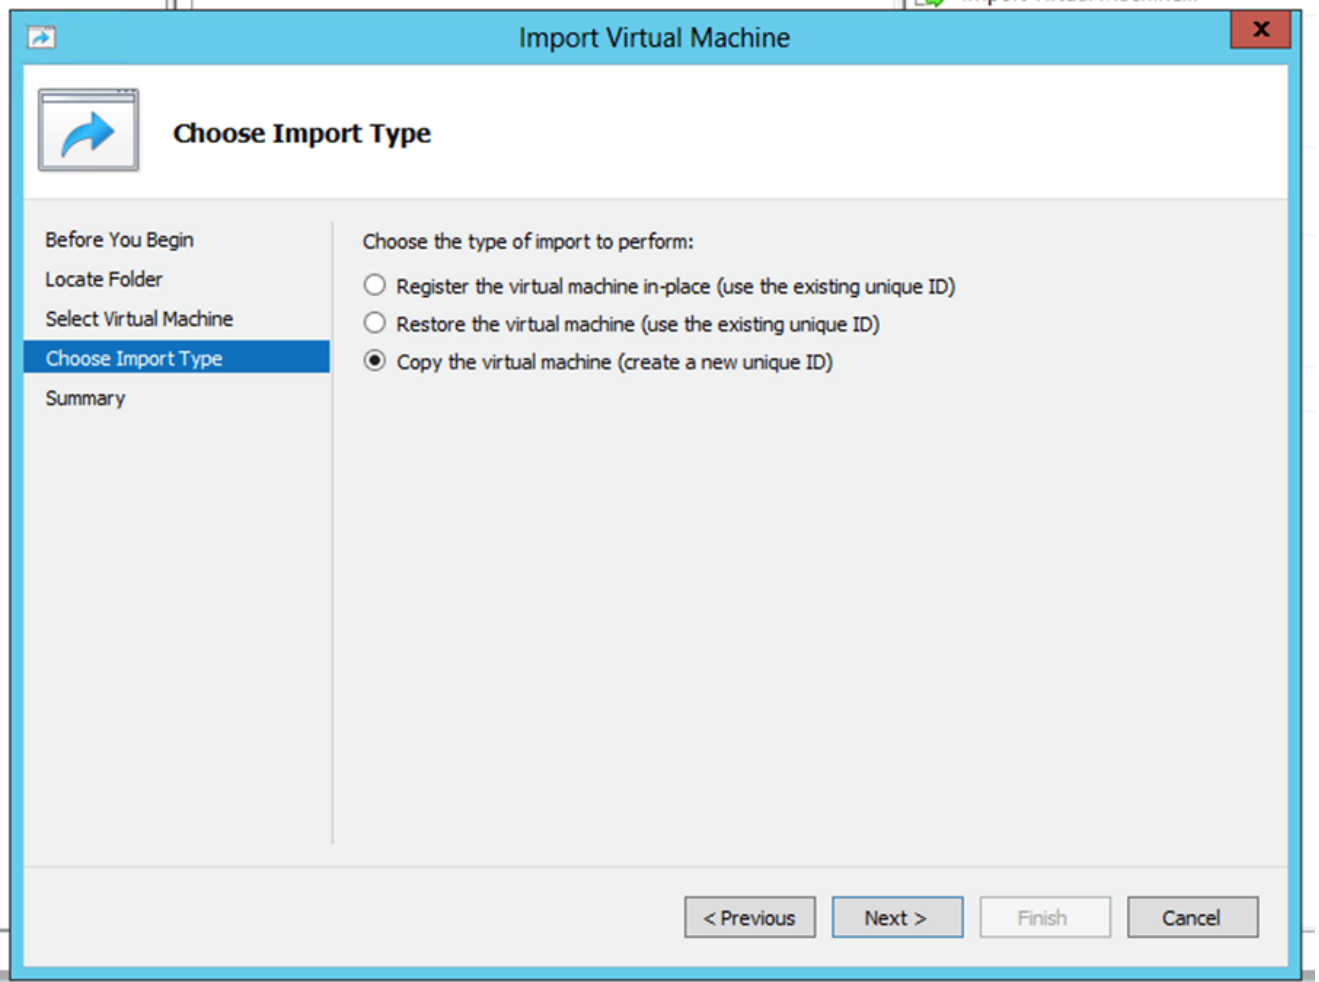 Import Virtual Machine
X
Choose Import Type
Before You Begin
Locate Folder
Select Virtual Machine
Choose Import Type
Summary
Choose the type of import to perform:
Register the virtual machine in-place (use the existing unique ID)
Restore the virtual machine (use the existing unique ID)
Copy the virtual machine (create a new unique ID)
< Previous
Next >
Finish
Cancel